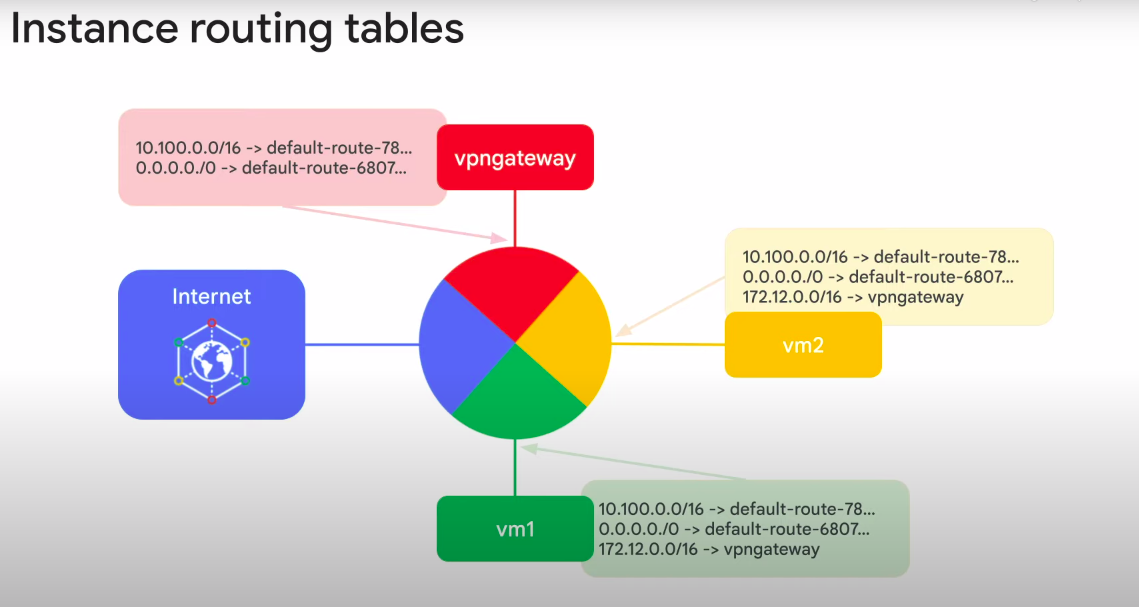 Instance routing tables
10.100.0.0/16 -> default-route-78...
0.0.0.0./0 -> default-route-6807...
vpngateway
Internet
10.100.0.0/16 -> default-route-78...
0.0.0.0./0 -> default-route-6807...
172.12.0.0/16 -> vpngateway
vm2
vm1
10.100.0.0/16 -> default-route-78...
0.0.0.0./0 -> default-route-6807...
172.12.0.0/16 -> vpngateway